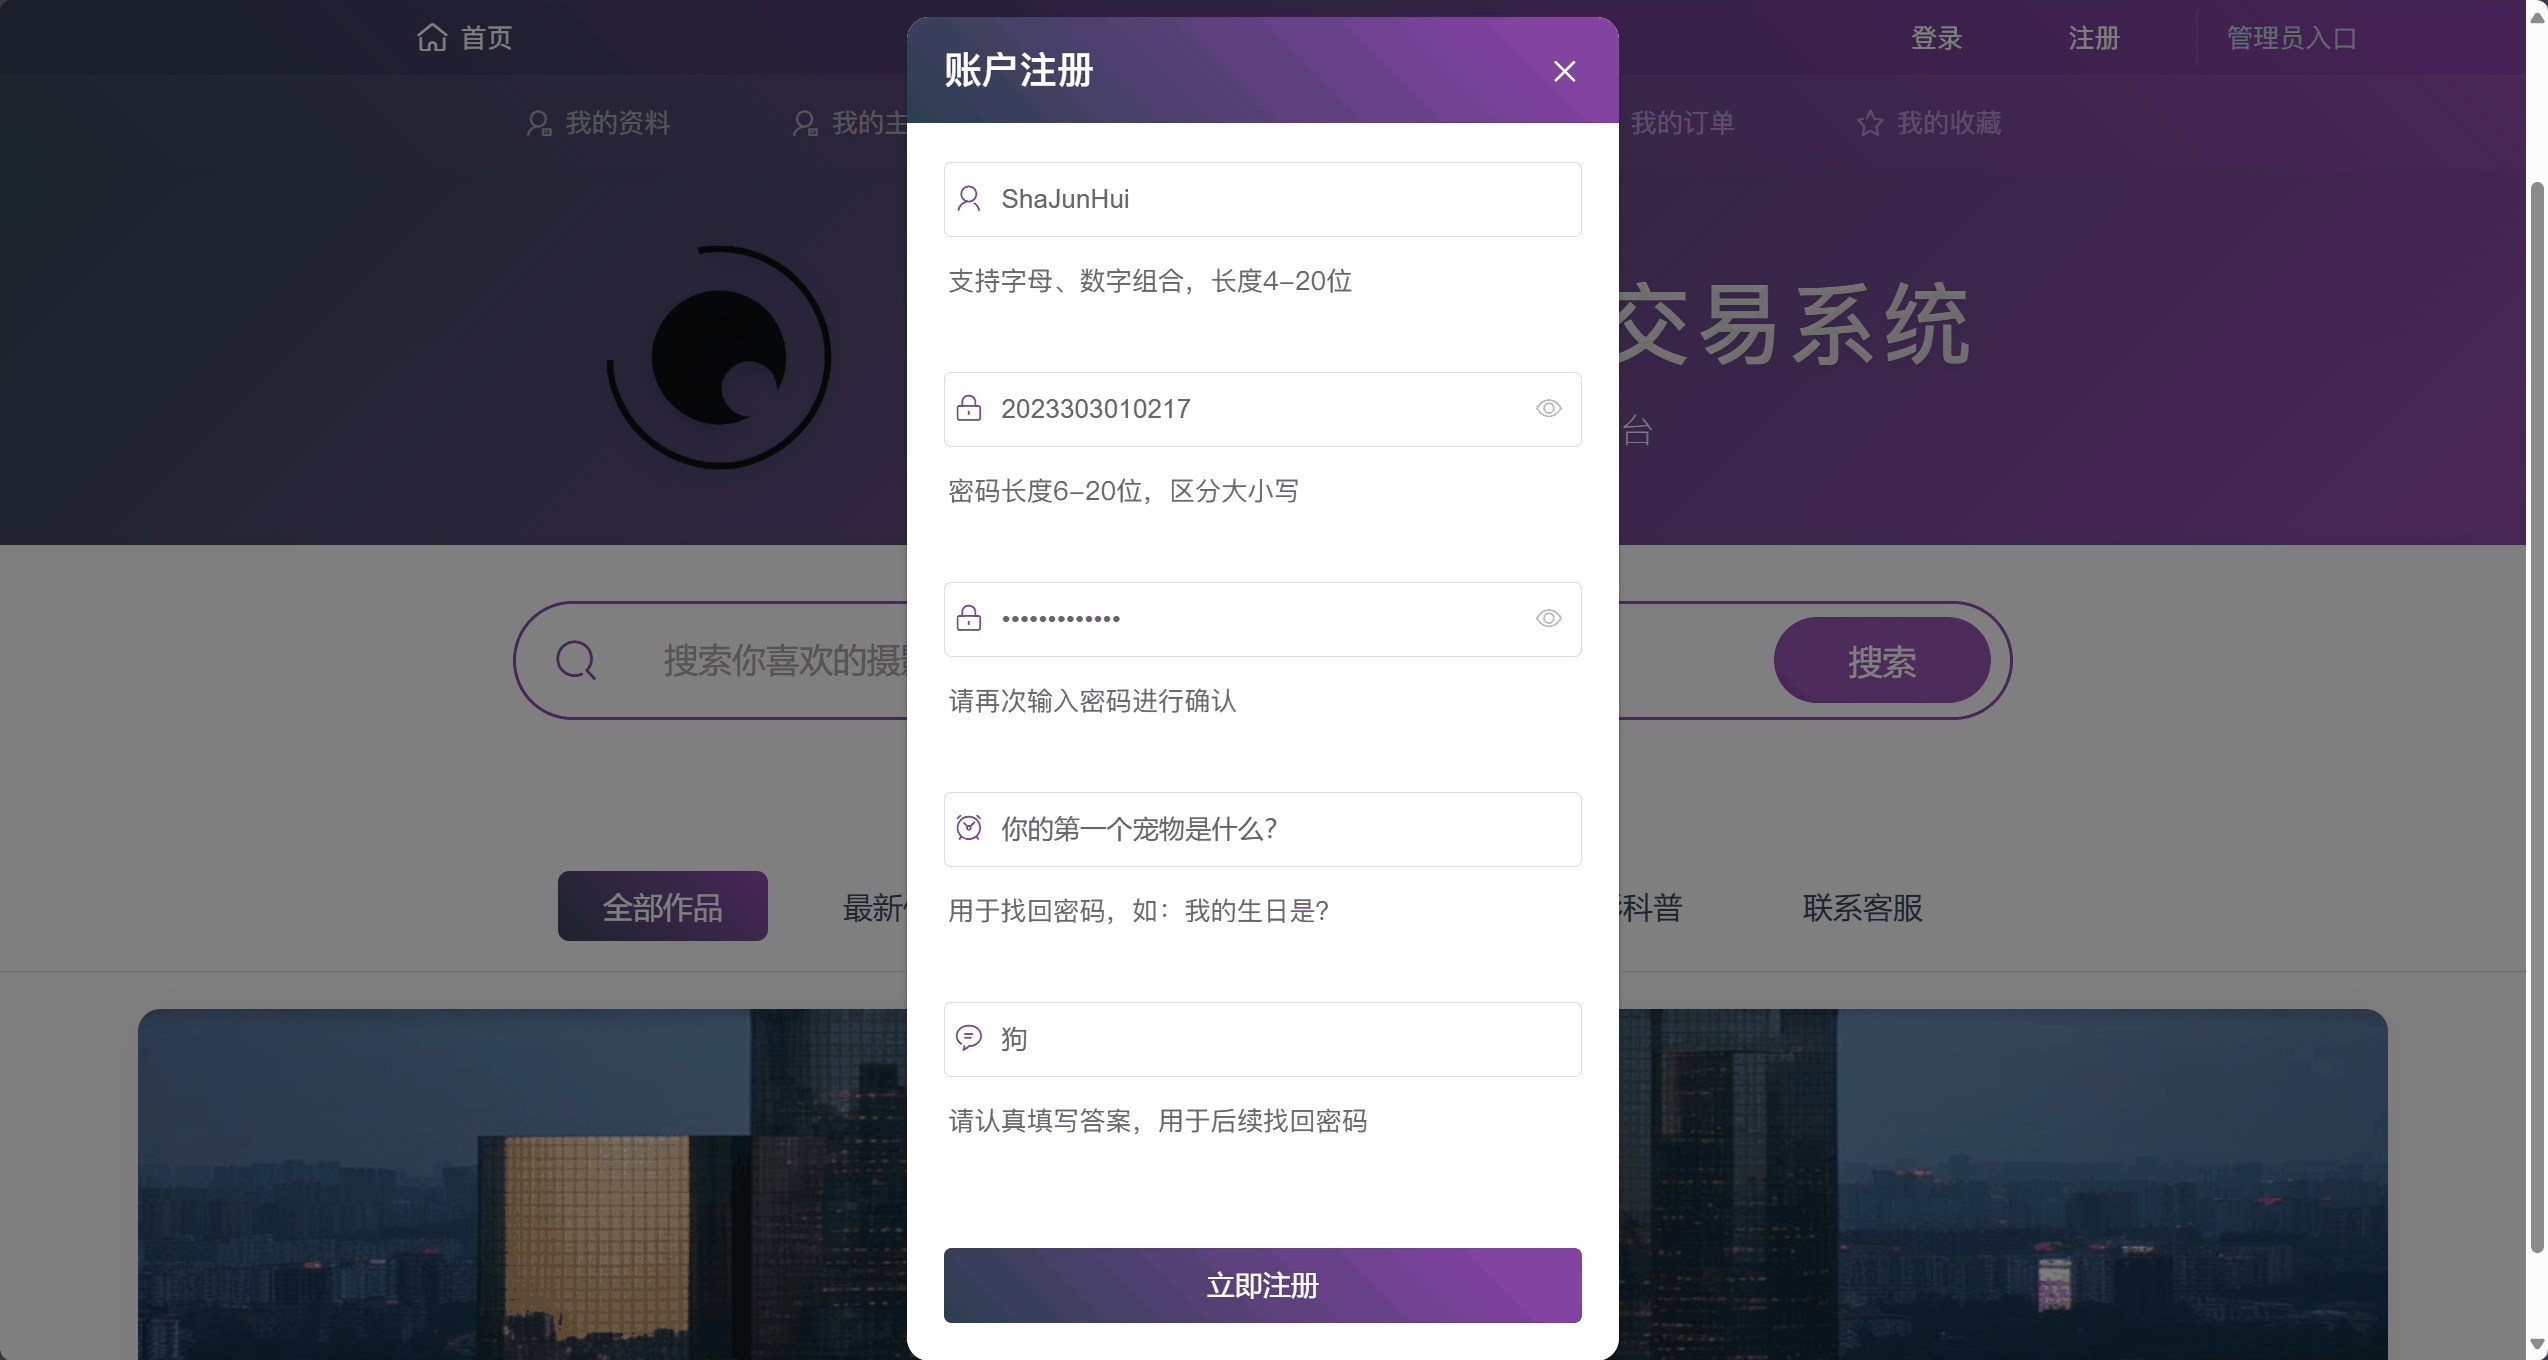 首页
登录
注册
管理员入口
账户注册
我的资料
我的主
我的订单
我的收藏
ShaJunHui
支持字母、数字组合，长度4-20位
交易系统
2023303010217
台
密码长度6-20位，区分大小写
•••••••••••••
搜索你喜欢的摄
搜索
请再次输入密码进行确认
你的第一个宠物是什么？
全部作品
最新
科普
联系客服
用于找回密码，如：我的生日是?
狗
请认真填写答案，用于后续找回密码
立即注册